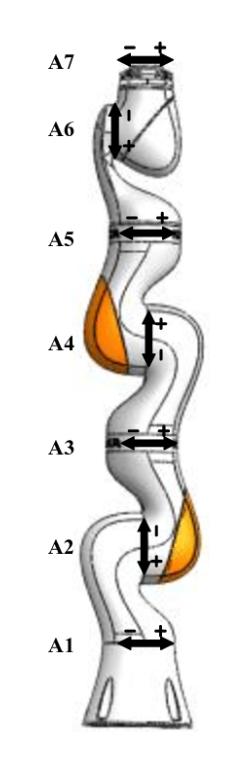 A7 − +
A6 − +
A5 − +
A4 + −
A3 − +
A2 − +
A1 − +